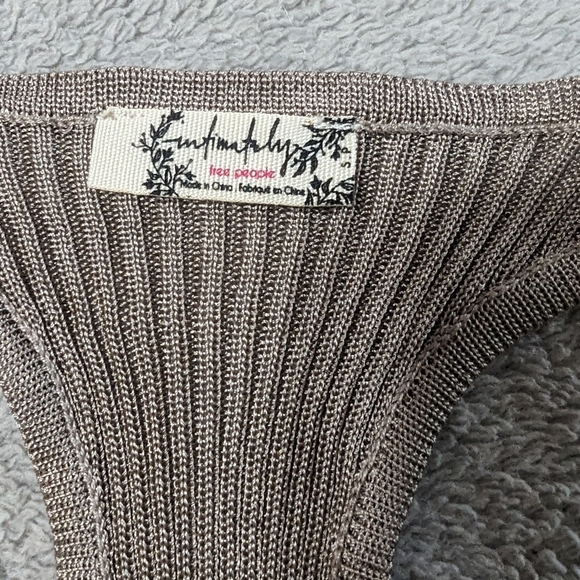 intimately
free people
Made in China . Fabriqué en Chine